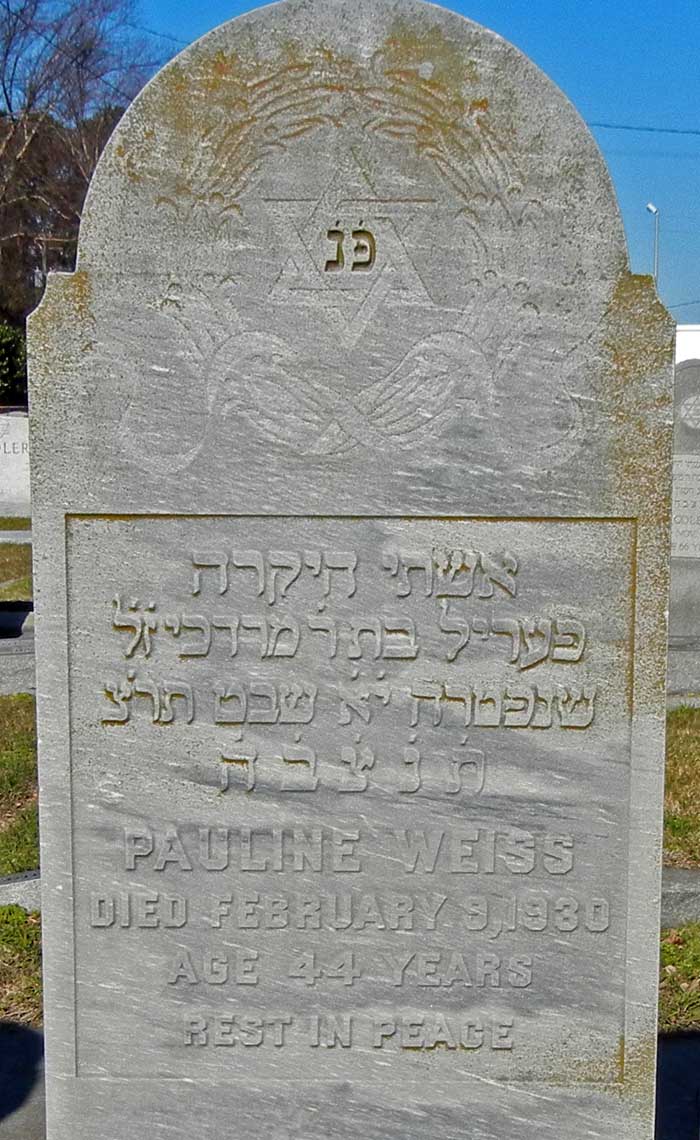 פנ
אשתי היקרה
פעריל בת ר' מרדכי ז"ל
שנפטרה י"א שבט תר"צ
ת נ צ ב ה
PAULINE WEISS
DIED FEBRUARY 9, 1930
AGE 44 YEARS
REST IN PEACE